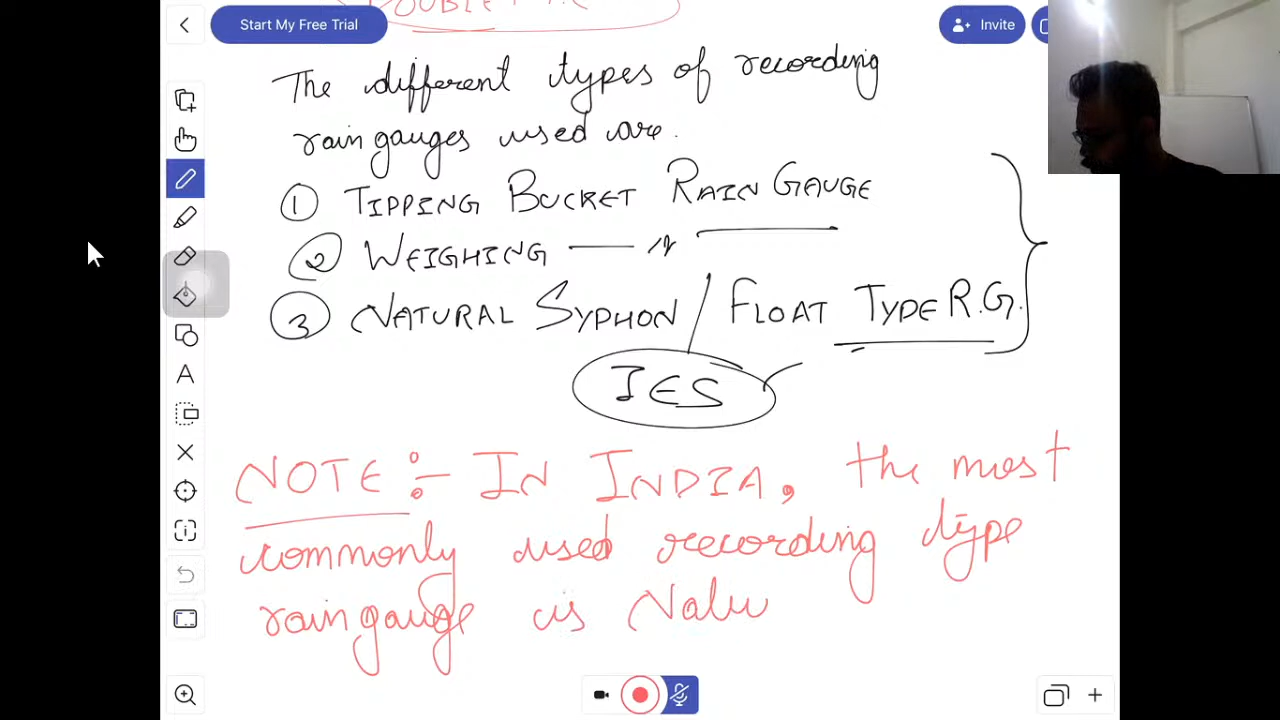 Start My Free Trial
Invite
DOUBLE
The different types of recording
rain gauges used are.
① TIPPING BUCKET RAIN GAUGE
② WEIGHING — 〃 ——
③ NATURAL SYPHON / FLOAT TYPE R.G.
IES
NOTE :- IN INDIA, the most
commonly used recording type
rain gauge is Natu